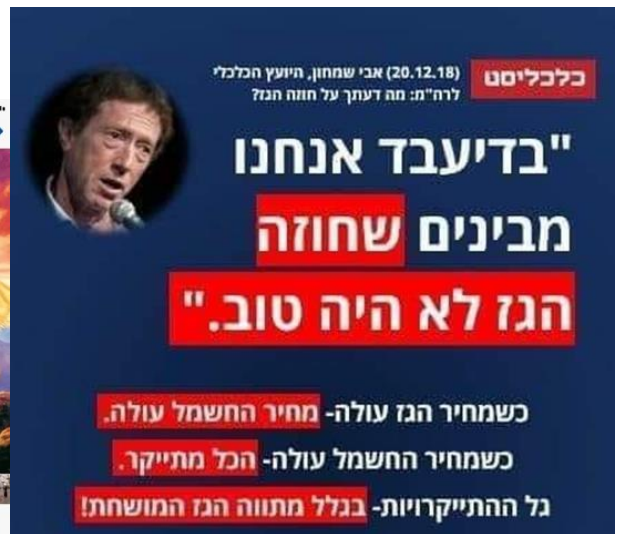 כלכליסט
(20.12.18) אבי שמחון, היועץ הכלכלי
לרה"מ: מה דעתך על חוזה הגז?
"בדיעבד אנחנו
מבינים שחוזה
הגז לא היה טוב."
כשמחיר הגז עולה- מחיר החשמל עולה.
כשמחיר החשמל עולה- הכל מתייקר.
גל ההתייקרויות- בגלל מתווה הגז המושחת!